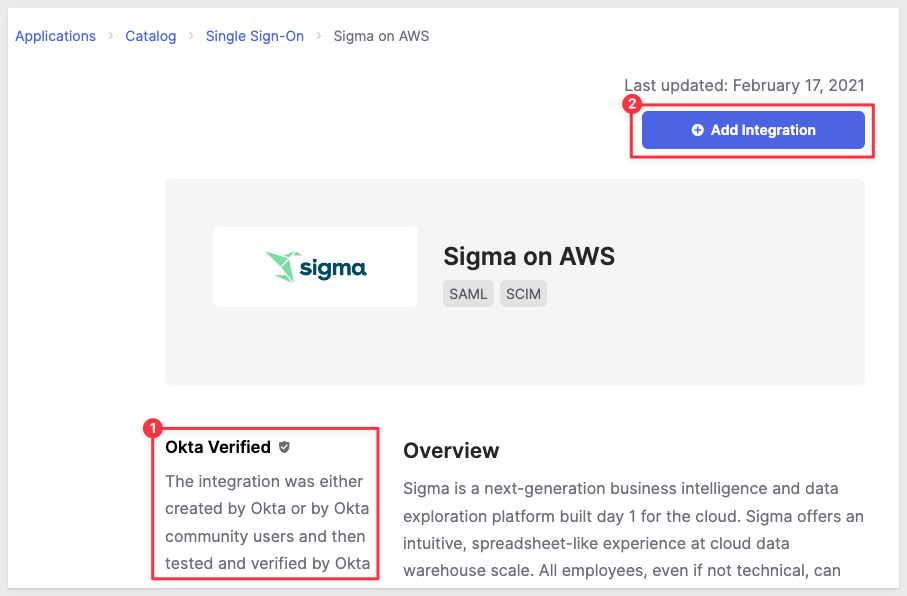 Applications > Catalog > Single Sign-On > Sigma on AWS
Last updated: February 17, 2021
2
Add Integration
sigma
Sigma on AWS
SAML SCIM
1
Okta Verified
The integration was either
created by Okta or by Okta
community users and then
tested and verified by Okta
Overview
Sigma is a next-generation business intelligence and data
exploration platform built day 1 for the cloud. Sigma offers an
intuitive, spreadsheet-like experience at cloud data
warehouse scale. All employees, even if not technical, can